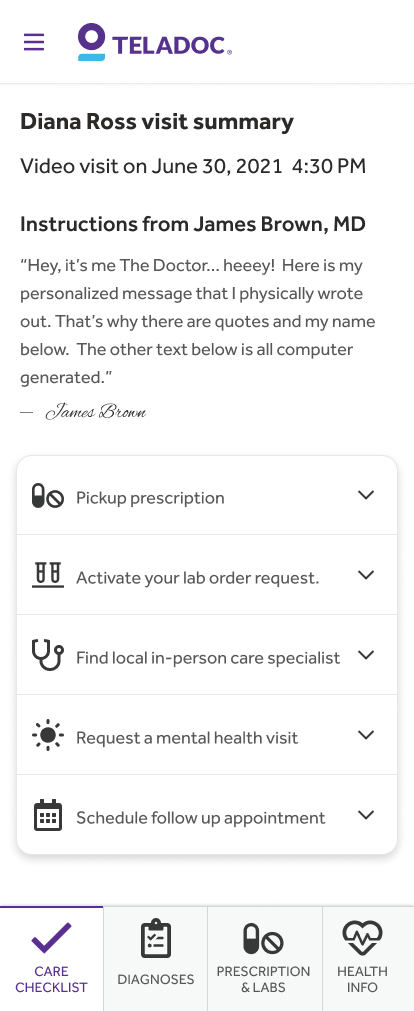 TELADOC®
Diana Ross visit summary
Video visit on June 30, 2021 4:30 PM
Instructions from James Brown, MD
“Hey, it’s me The Doctor... heeey! Here is my
personalized message that I physically wrote
out. That’s why there are quotes and my name
below. The other text below is all computer
generated.”
— James Brown
Pickup prescription
Activate your lab order request.
Find local in-person care specialist
Request a mental health visit
Schedule follow up appointment
CARE
CHECKLIST
DIAGNOSES
PRESCRIPTION
& LABS
HEALTH
INFO